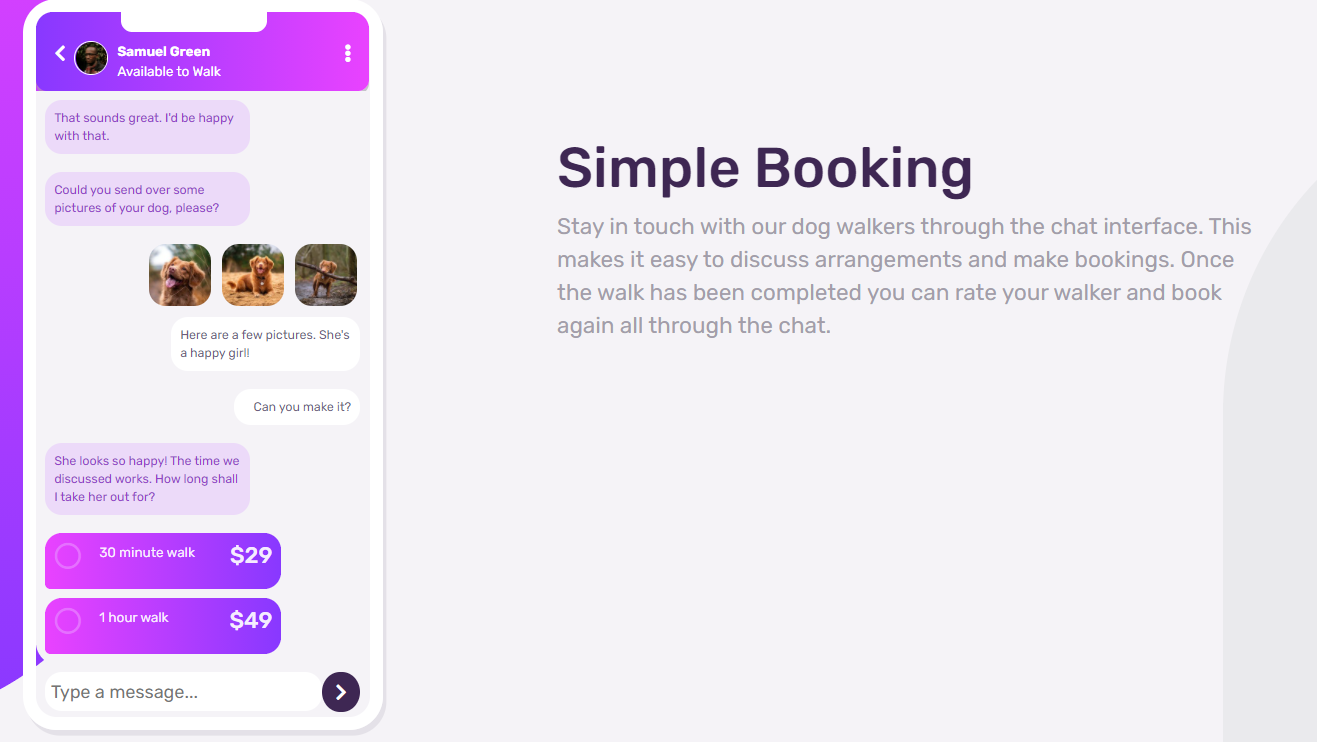 Samuel Green
Available to Walk
That sounds great. I'd be happy
with that.
Could you send over some
pictures of your dog, please?
Here are a few pictures. She's
a happy girl!
Can you make it?
She looks so happy! The time we
discussed works. How long shall
I take her out for?
30 minute walk $29
1 hour walk $49
Type a message...
Simple Booking
Stay in touch with our dog walkers through the chat interface. This
makes it easy to discuss arrangements and make bookings. Once
the walk has been completed you can rate your walker and book
again all through the chat.